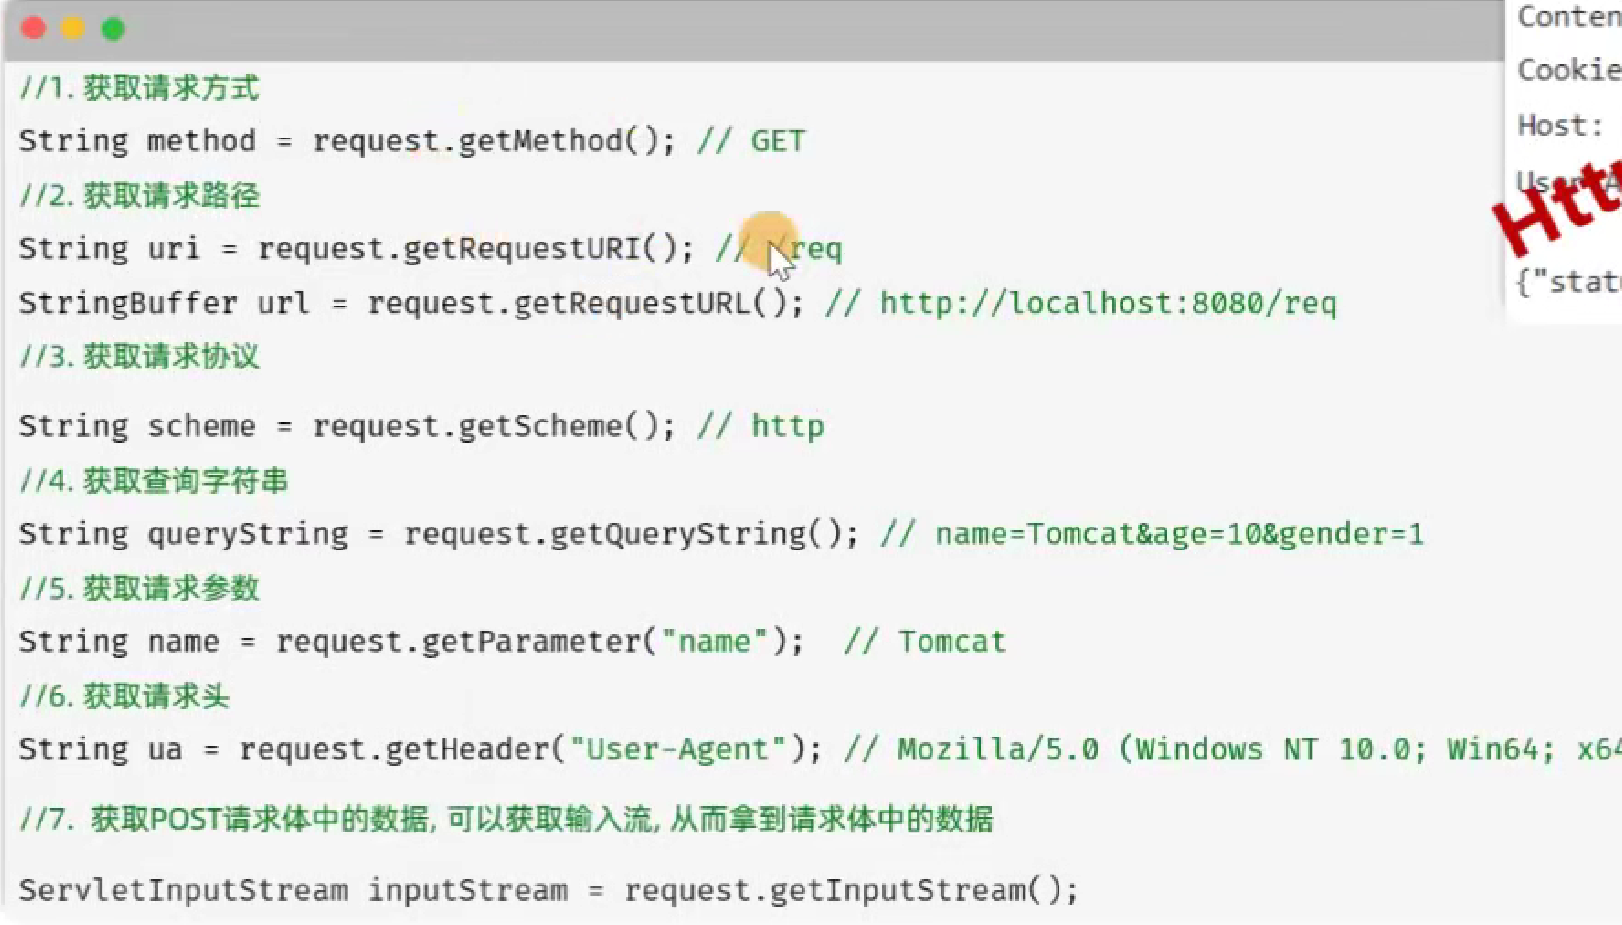 //1. 获取请求方式
String method = request.getMethod(); // GET
//2. 获取请求路径
String uri = request.getRequestURI(); // /req
StringBuffer url = request.getRequestURL(); // http://localhost:8080/req
//3. 获取请求协议
String scheme = request.getScheme(); // http
//4. 获取查询字符串
String queryString = request.getQueryString(); // name=Tomcat&age=10&gender=1
//5. 获取请求参数
String name = request.getParameter("name");  // Tomcat
//6. 获取请求头
String ua = request.getHeader("User-Agent"); // Mozilla/5.0 (Windows NT 10.0; Win64; x64
//7. 获取POST请求体中的数据, 可以获取输入流, 从而拿到请求体中的数据
ServletInputStream inputStream = request.getInputStream();
Conten
Cookie
Host:
Htt
{"stat